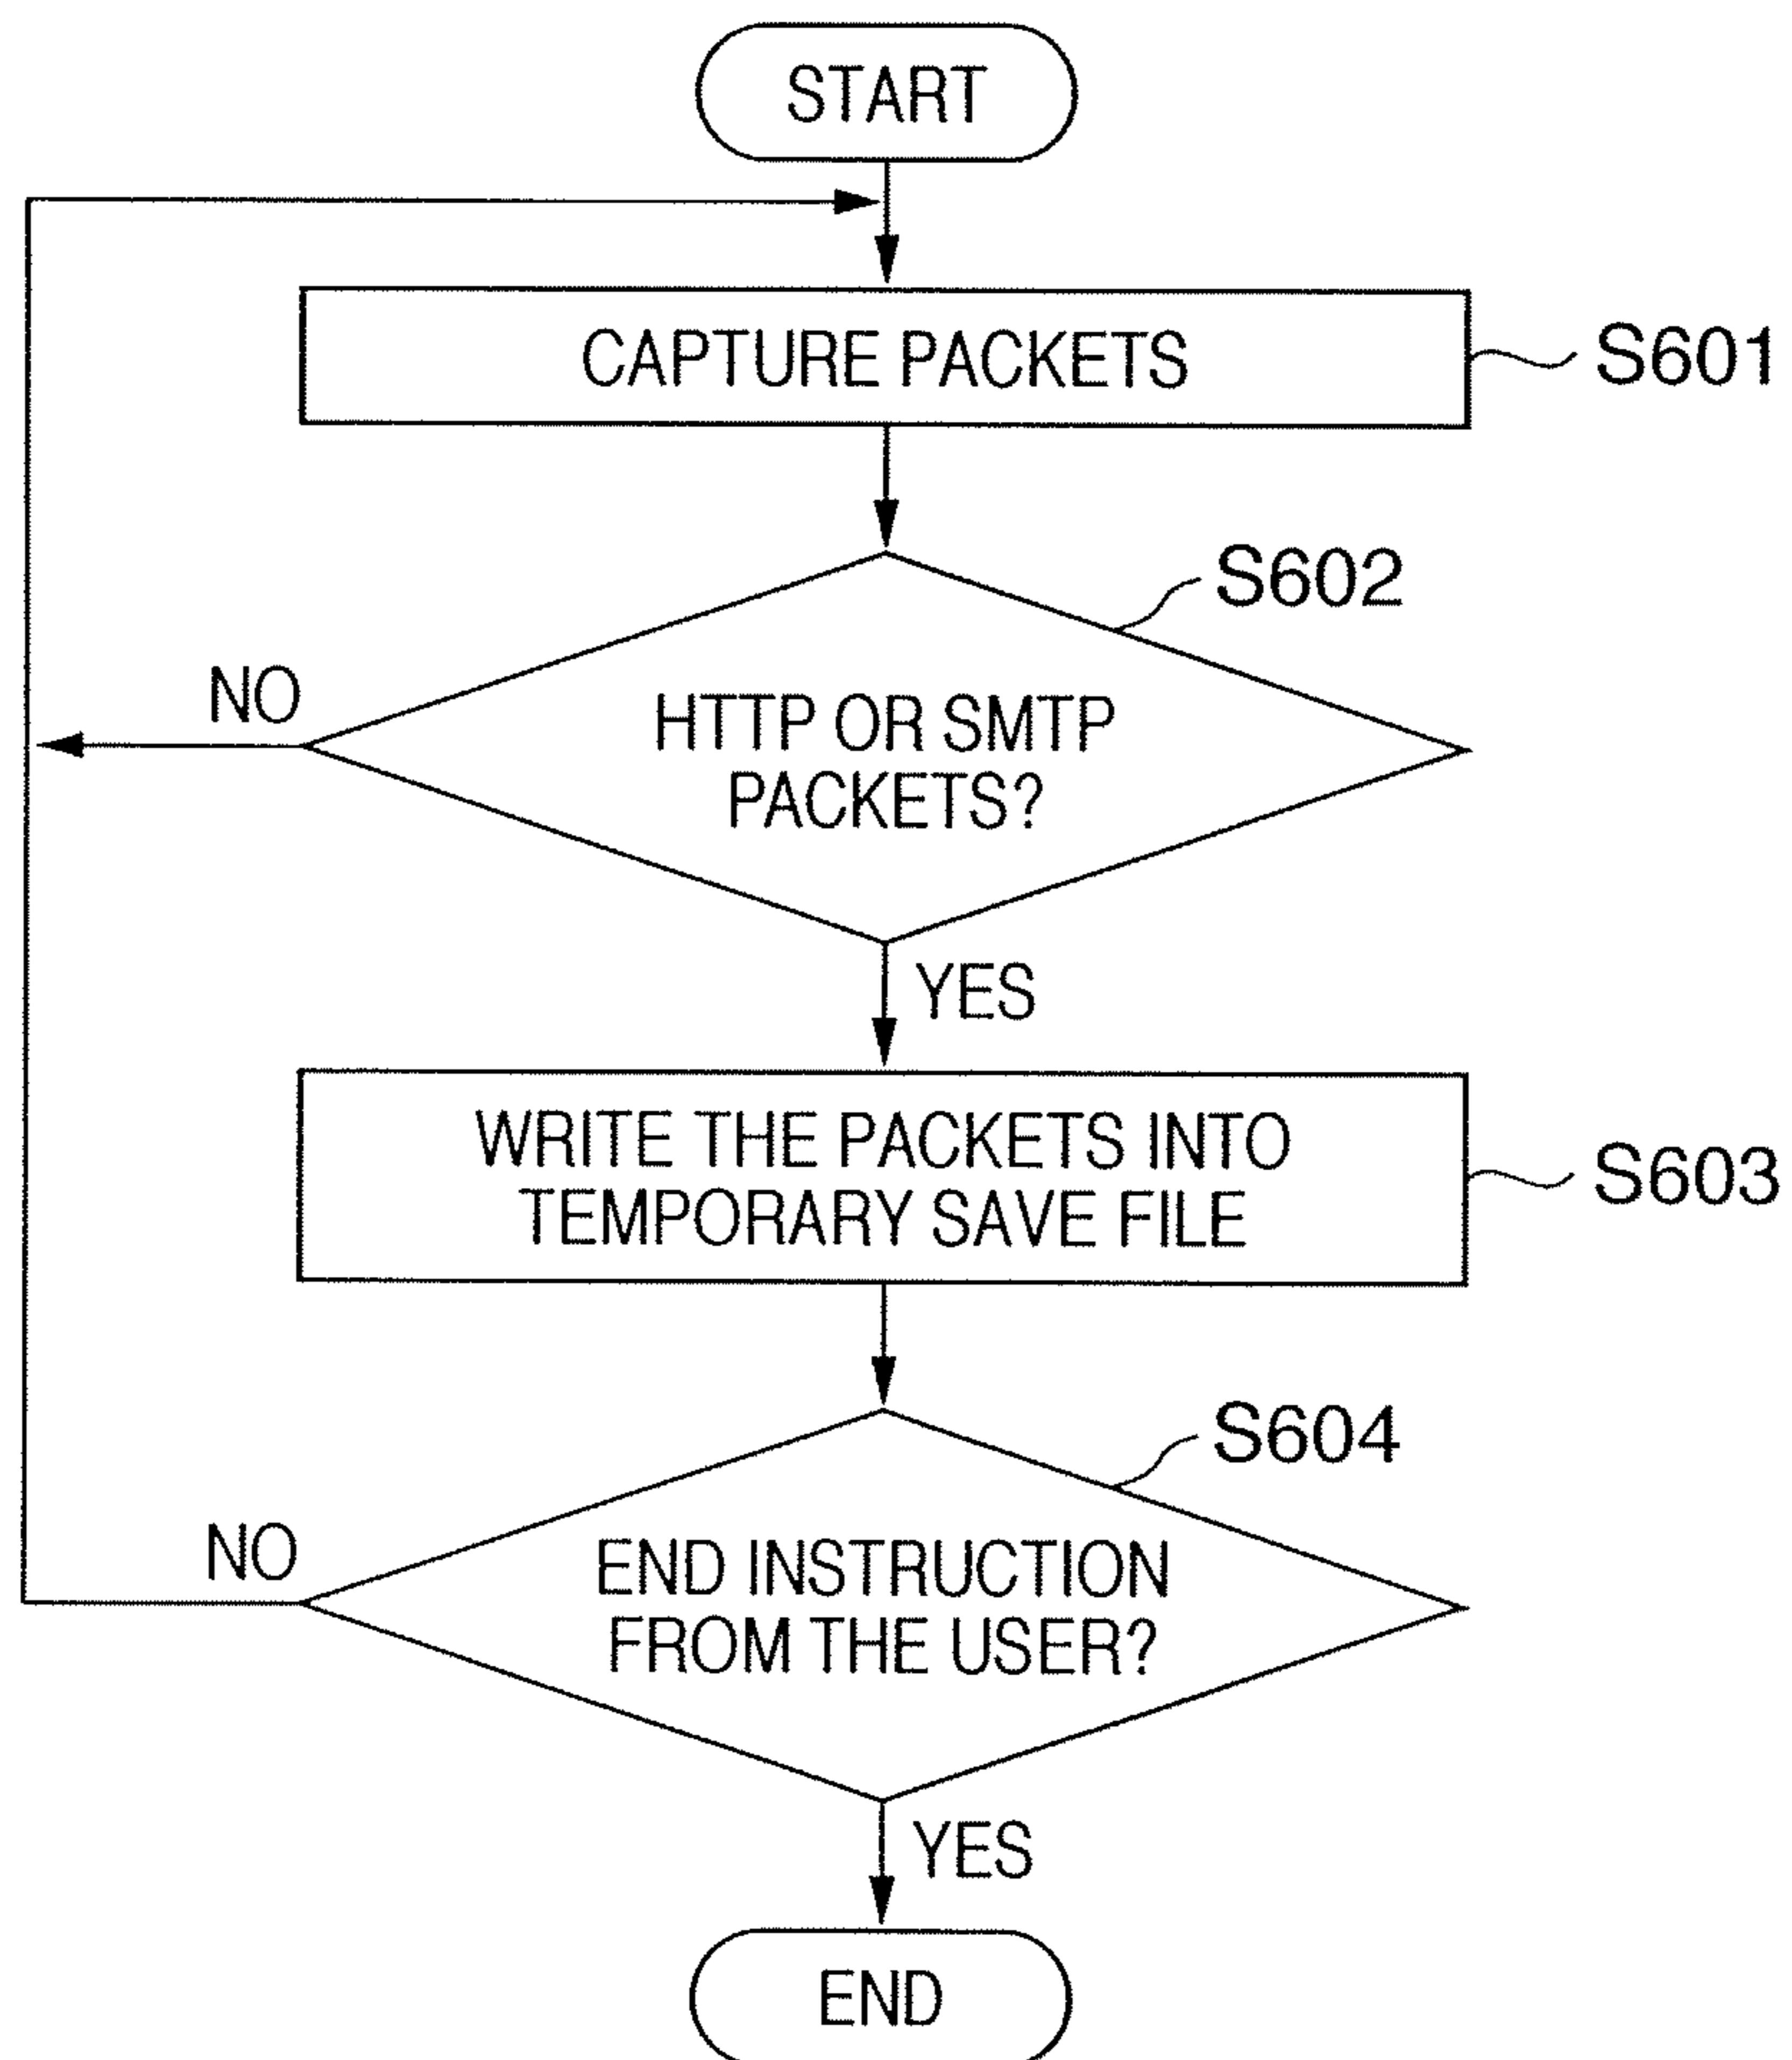 START
CAPTURE PACKETS
S601
S602
NO
HTTP OR SMTP
PACKETS?
YES
WRITE THE PACKETS INTO
TEMPORARY SAVE FILE
S603
S604
NO
END INSTRUCTION
FROM THE USER?
YES
END